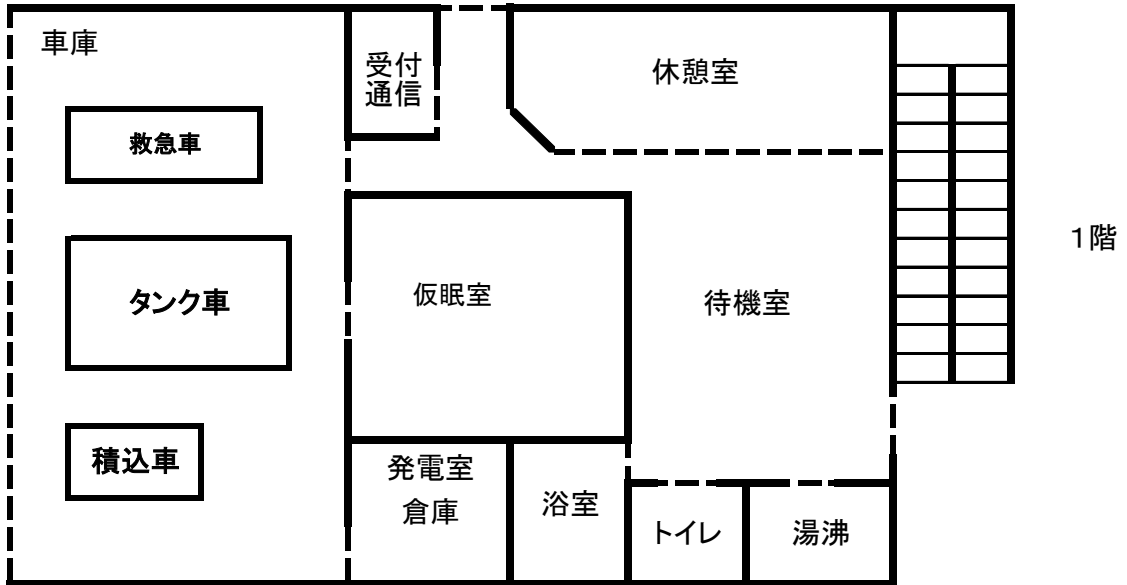 車庫
受付
通信
休憩室
救急車
1階
仮眠室
タンク車
待機室
積込車
発電室
倉庫
浴室
トイレ
湯沸